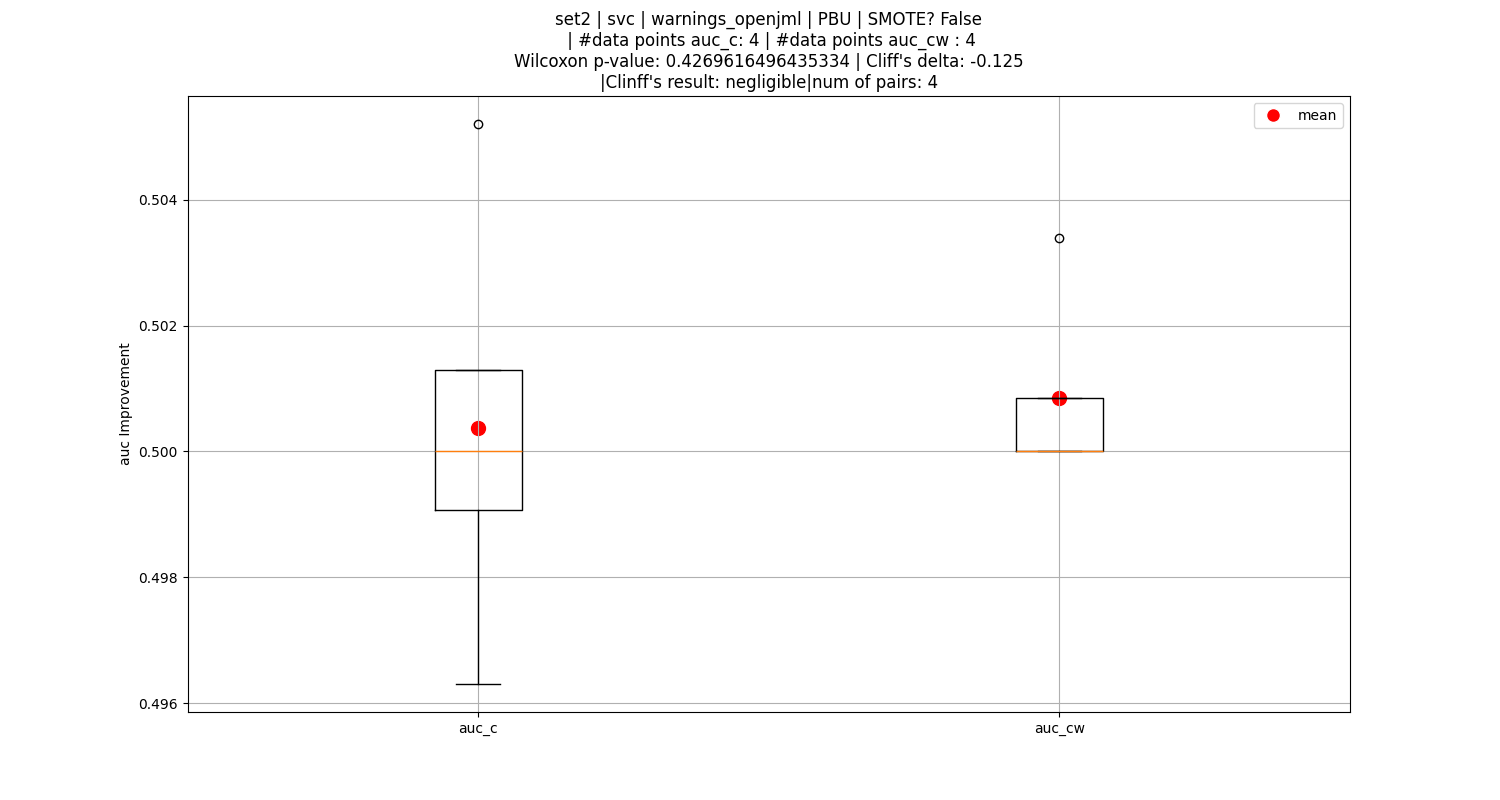 set2 | svc | warnings_openjml | PBU | SMOTE? False
| #data points auc_c: 4 | #data points auc_cw : 4
Wilcoxon p-value: 0.4269616496435334 | Cliff's delta: -0.125
|Clinff's result: negligible|num of pairs: 4
mean
0.504
0.502
0.500
0.498
0.496
auc Improvement
auc_c
auc_cw